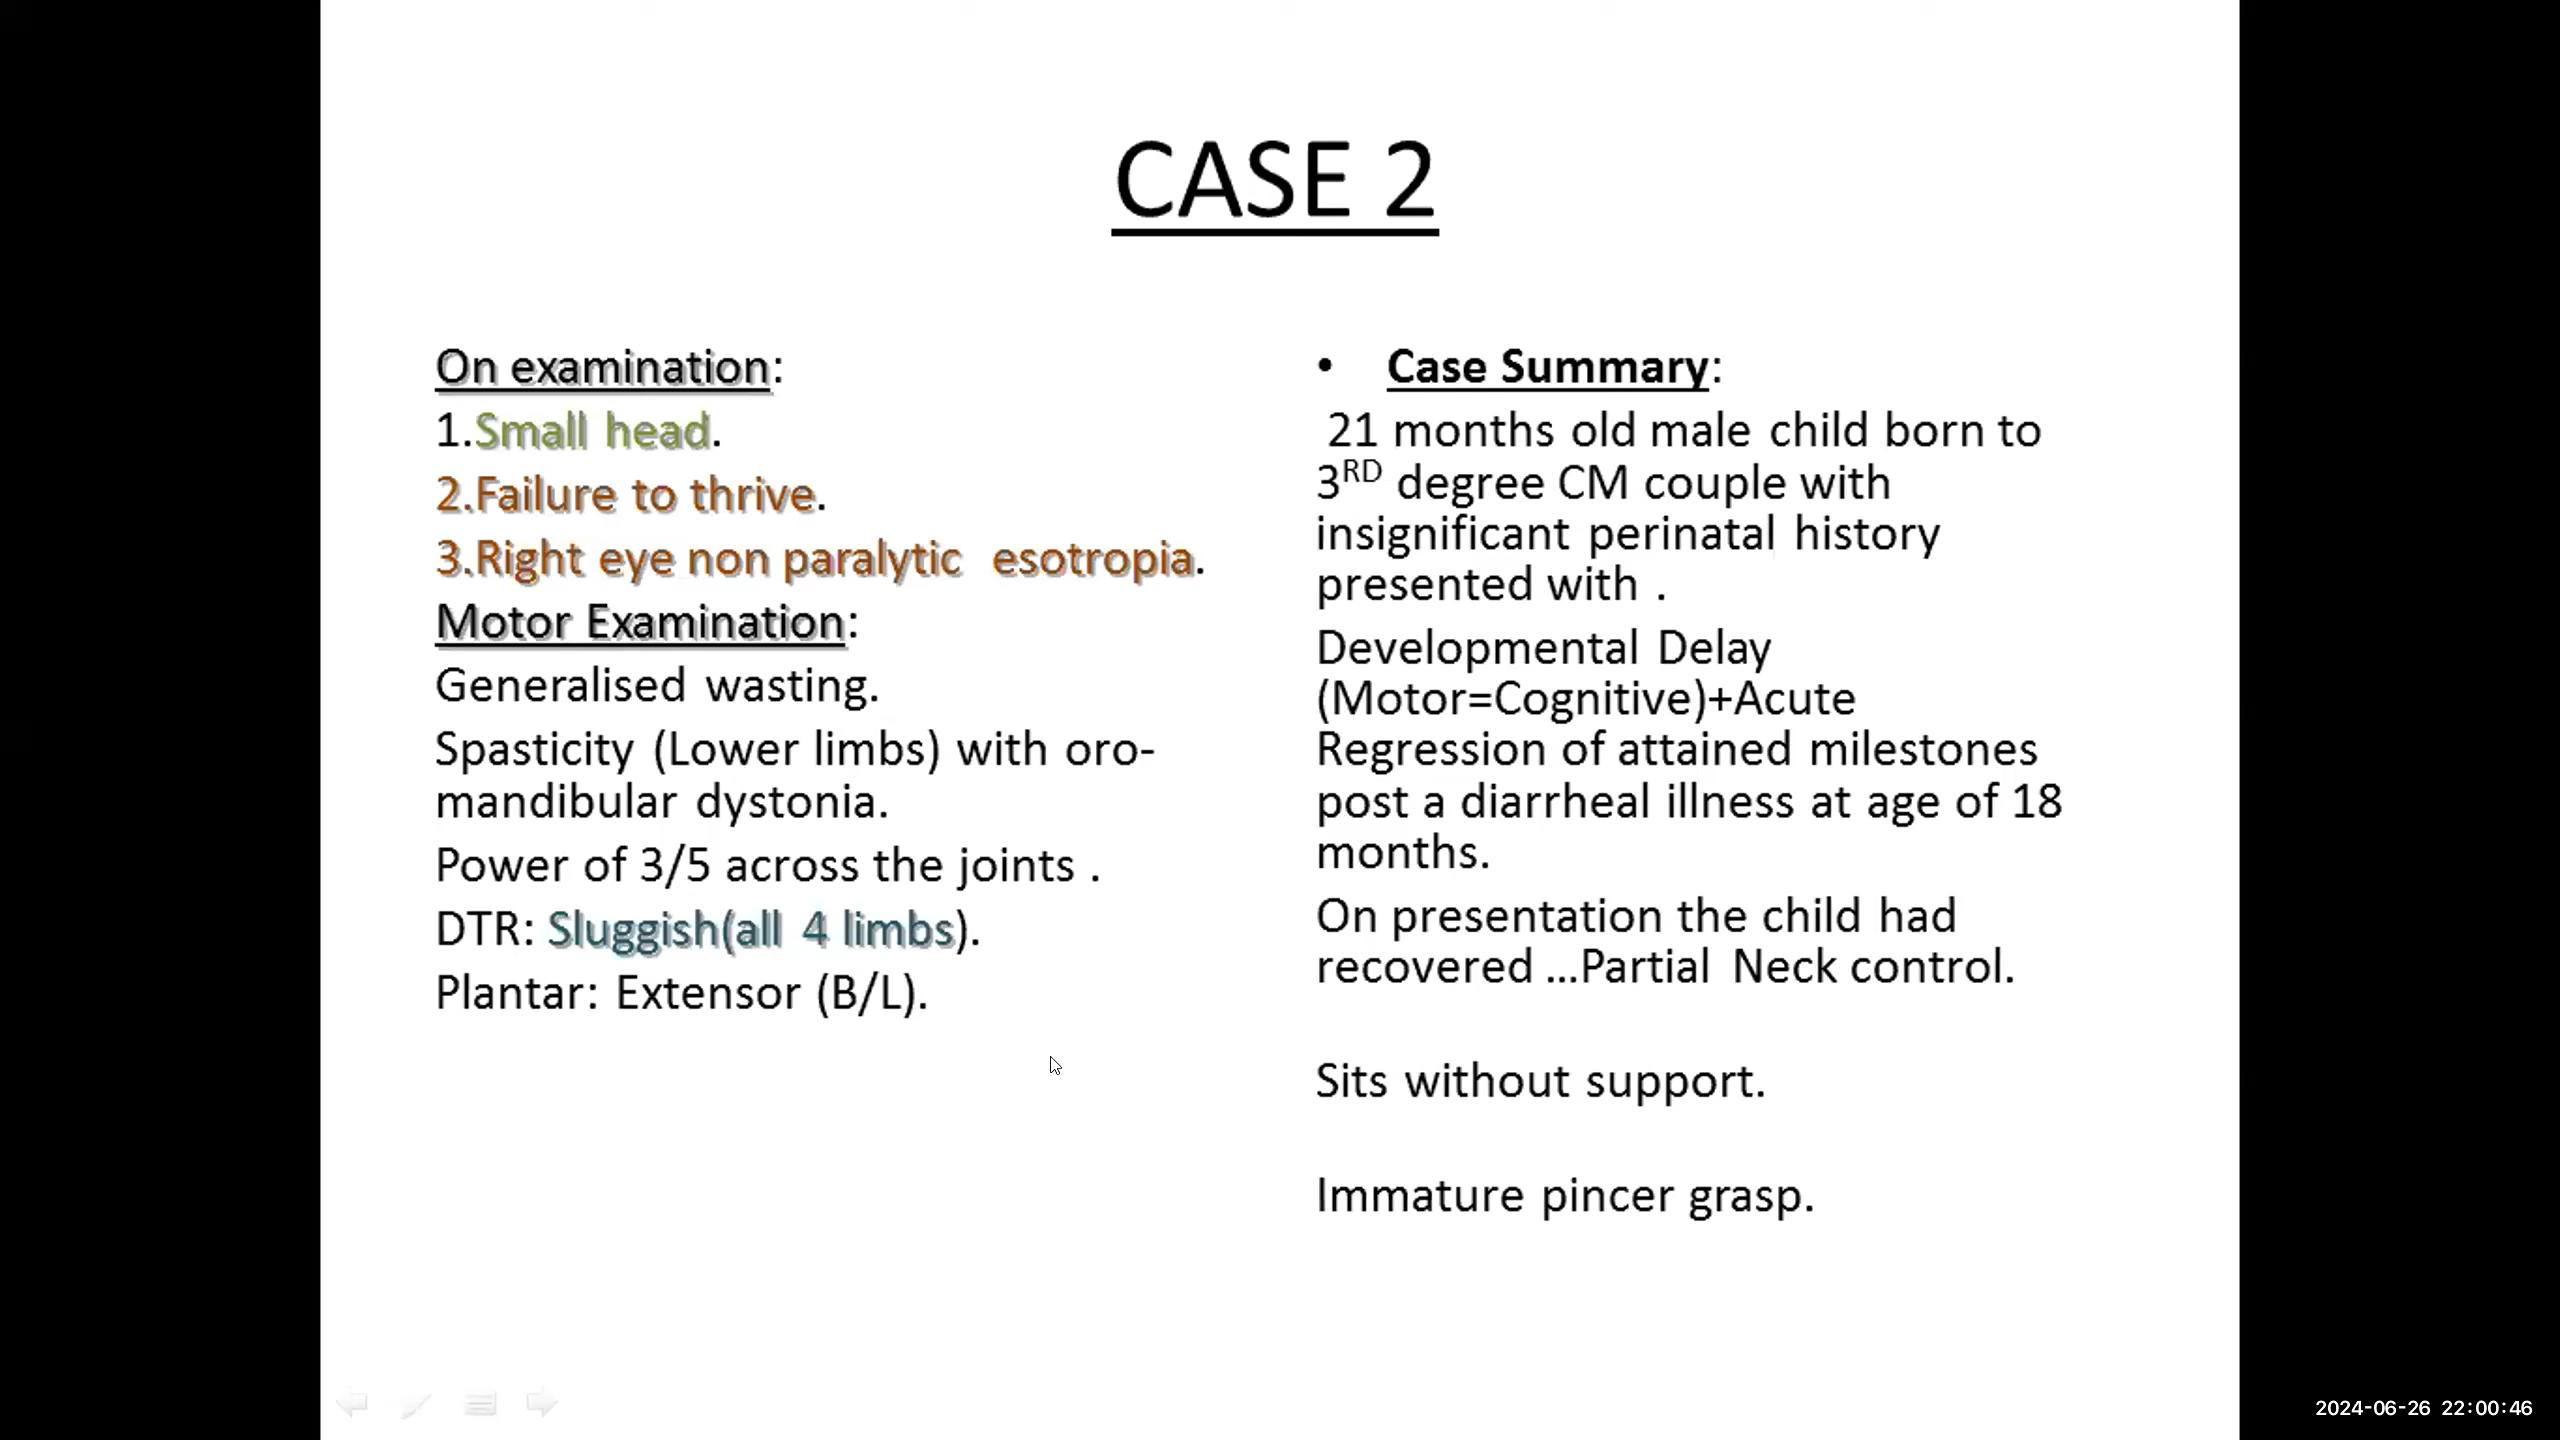 CASE 2
On examination:
1.Small head.
2.Failure to thrive.
3.Right eye non paralytic esotropia.
Motor Examination:
Generalised wasting.
Spasticity (Lower limbs) with oro-
mandibular dystonia.
Power of 3/5 across the joints .
DTR: Sluggish(all 4 limbs).
Plantar: Extensor (B/L).
• Case Summary:
21 months old male child born to
3RD degree CM couple with
insignificant perinatal history
presented with .
Developmental Delay
(Motor=Cognitive)+Acute
Regression of attained milestones
post a diarrheal illness at age of 18
months.
On presentation the child had
recovered ...Partial Neck control.
Sits without support.
Immature pincer grasp.
2024-06-26 22:00:46